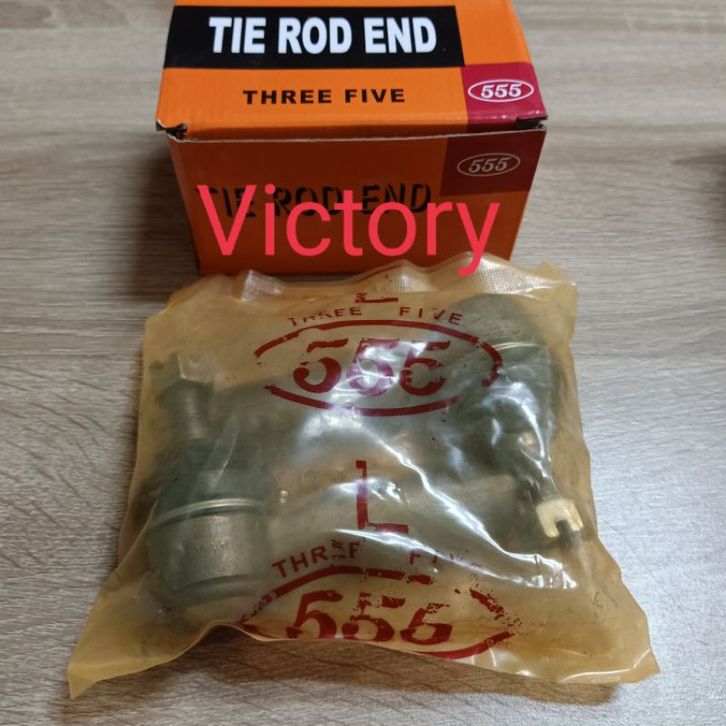 TIE ROD END
THREE FIVE
555
555
TIE ROD END
Victory
L
THREE FIVE
555
L
THREE FIVE
555